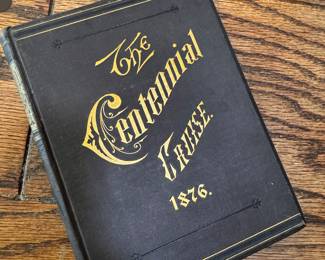 The
Centennial
Cruise.
1876.